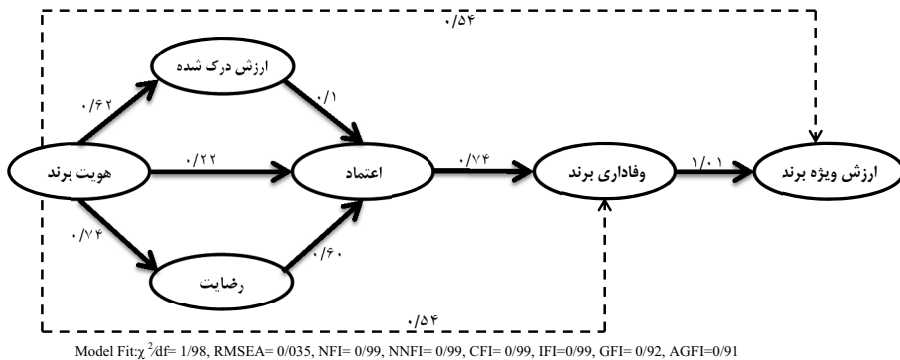 ۰/۵۴
ارزش درک شده
۰/۶۲
۰/۱
هویت برند
۰/۲۲
اعتماد
۰/۷۴
وفاداری برند
۱/۰۱
ارزش ویژه برند
۰/۷۴
۰/۶۰
رضایت
۰/۵۴
Model Fit:χ ²/df= 1/98, RMSEA= 0/035, NFI= 0/99, NNFI= 0/99, CFI= 0/99, IFI=0/99, GFI= 0/92, AGFI=0/91